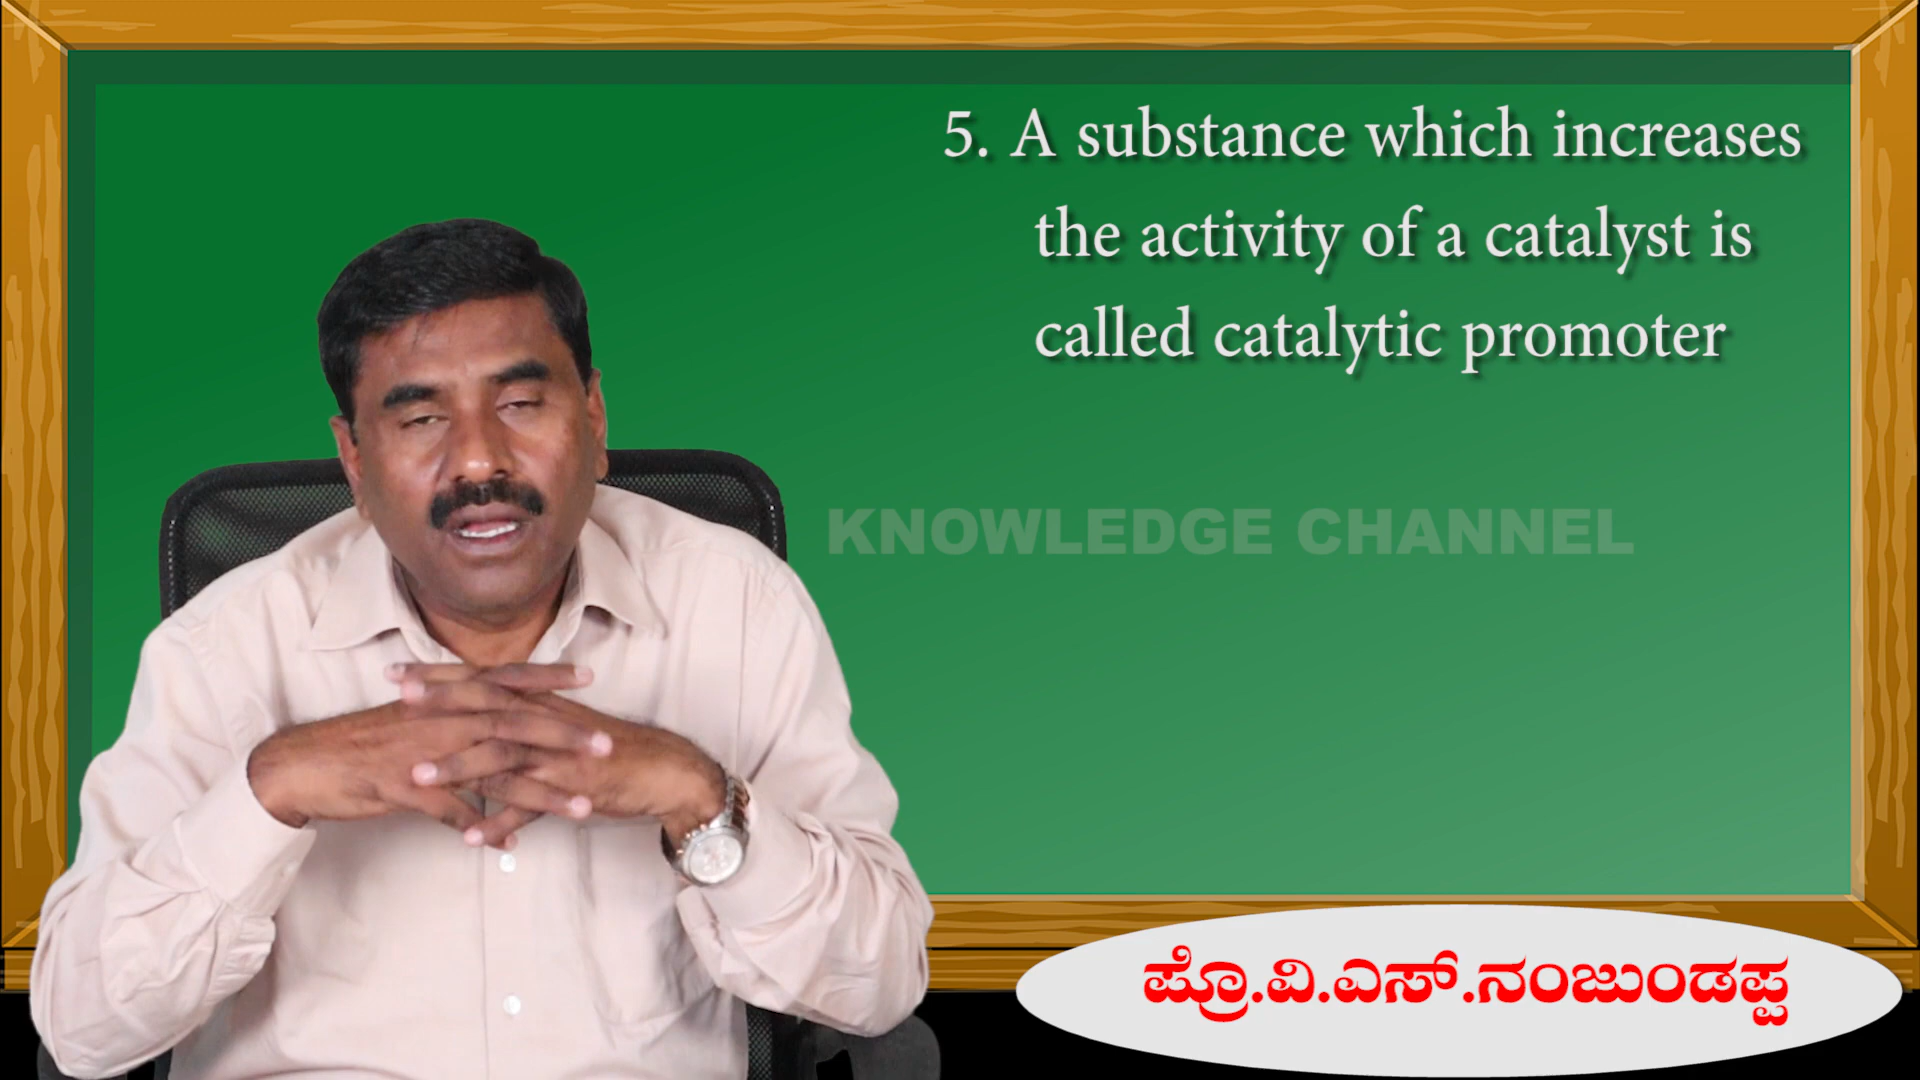 5. A substance which increases
the activity of a catalyst is
called catalytic promoter
KNOWLEDGE CHANNEL
ಪ್ರೊ.ವಿ.ಎಸ್.ನಂಜುಂಡಪ್ಪ